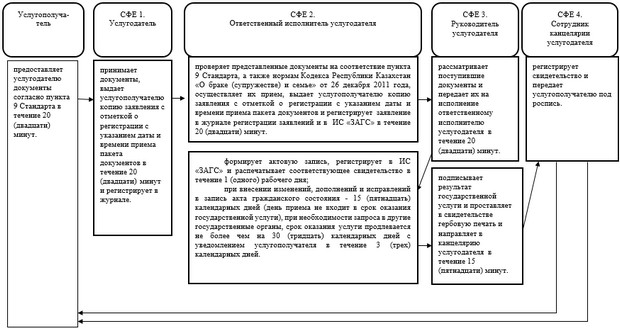 Услугополуча-
тель
СФЕ 1.
Услугодатель
СФЕ 2.
Ответственный исполнитель услугодателя
СФЕ 3.
Руководитель
услугодателя
СФЕ 4.
Сотрудник
канцелярии
услугодателя
предоставляет
услугодателю
документы
согласно пункта
9 Стандарта в
течение 20
(двадцати)
минут.
принимает
документы,
выдает
услугополучателю
копию заявления с
отметкой о
регистрации с
указанием даты и
времени приема
пакета
документов в
течение 20
(двадцати) минут
и регистрирует в
журнале.
проверяет представленные документы на соответствие пункта
9 Стандарта, а также нормам Кодекса Республики Казахстан
«О браке (супружестве) и семье» от 26 декабря 2011 года,
осуществляет их прием, выдает услугополучателю копию
заявления с отметкой о регистрации с указанием даты и
времени приема пакета документов и регистрирует заявление
в журнале регистрации заявлений и в ИС «ЗАГС» в течение
20 (двадцати) минут.
формирует актовую запись, регистрирует в ИС
«ЗАГС» и распечатывает соответствующее свидетельство в
течение 1 (одного) рабочего дня;
при внесении изменений, дополнений и исправлений
в запись акта гражданского состояния - 15 (пятнадцать)
календарных дней (день приема не входит в срок оказания
государственной услуги), при необходимости запроса в другие
государственные органы, срок оказания услуги продлевается
не более чем на 30 (тридцать) календарных дней с
уведомлением услугополучателя в течение 3 (трех)
календарных дней.
рассматривает
поступившие
документы и
передает их на
исполнение
ответственному
исполнителю
услугодателя в
течение 20
(двадцати) минут.
подписывает
результат
государственной
услуги и проставляет
в свидетельстве
гербовую печать и
направляет в
канцелярию
услугодателя в
течение 15
(пятнадцати) минут.
регистрирует
свидетельство и
передает
услугополучателю под
роспись.